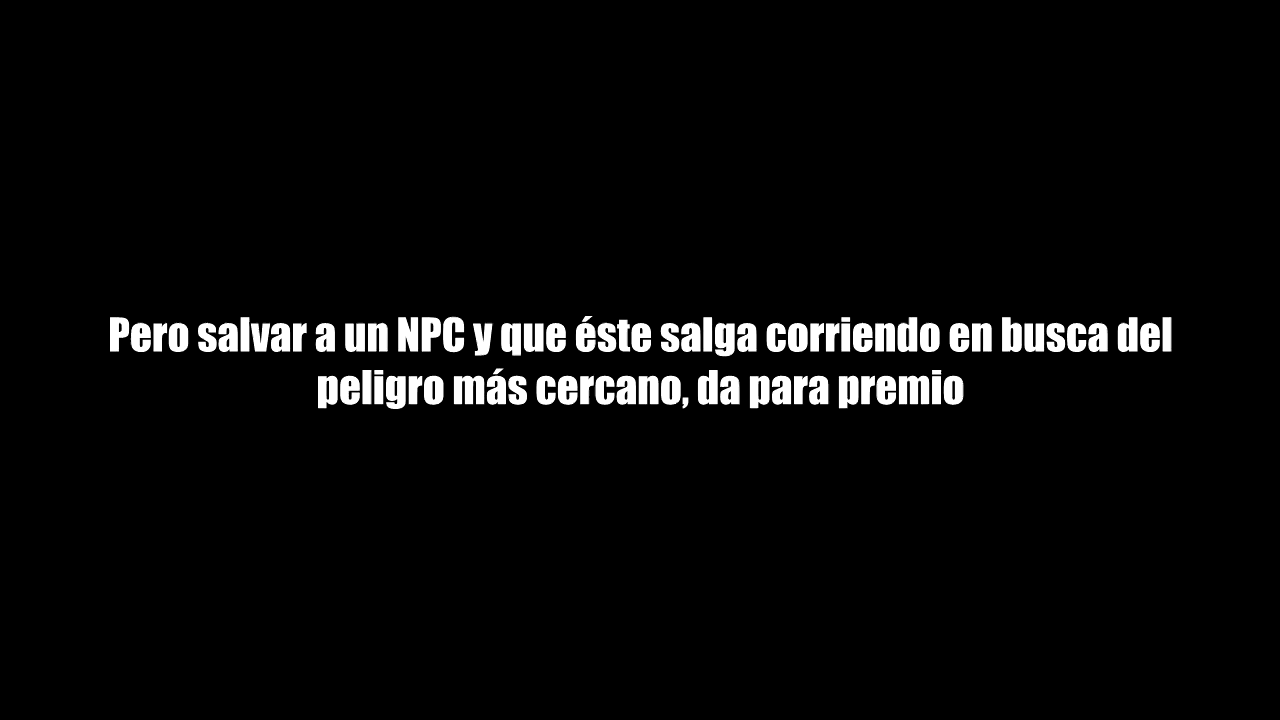 Pero salvar a un NPC y que éste salga corriendo en busca del
peligro más cercano, da para premio